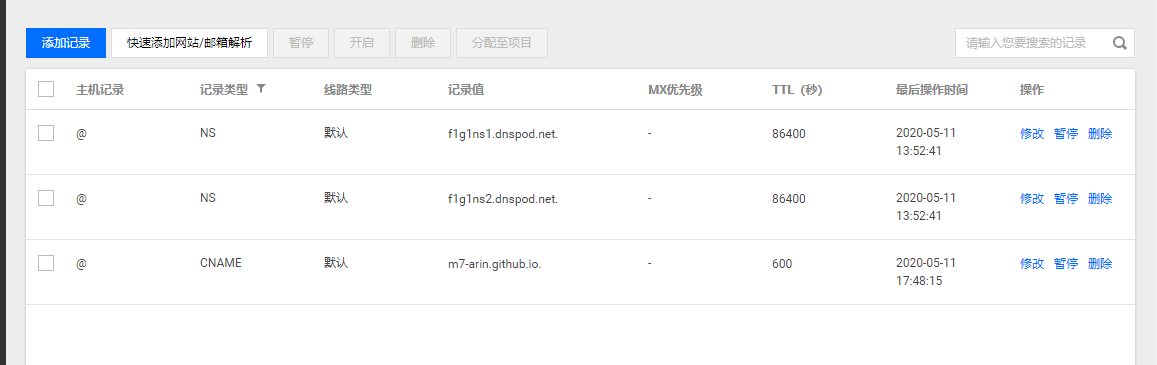 添加记录 快速添加网站/邮箱解析 暂停 开启 删除 分配至项目 请输入您要搜索的记录
主机记录 记录类型 线路类型 记录值 MX优先级 TTL（秒） 最后操作时间 操作
@ NS 默认 f1g1ns1.dnspod.net. - 86400 2020-05-11 修改 暂停 删除
13:52:41
@ NS 默认 f1g1ns2.dnspod.net. - 86400 2020-05-11 修改 暂停 删除
13:52:41
@ CNAME 默认 m7-arin.github.io. - 600 2020-05-11 修改 暂停 删除
17:48:15